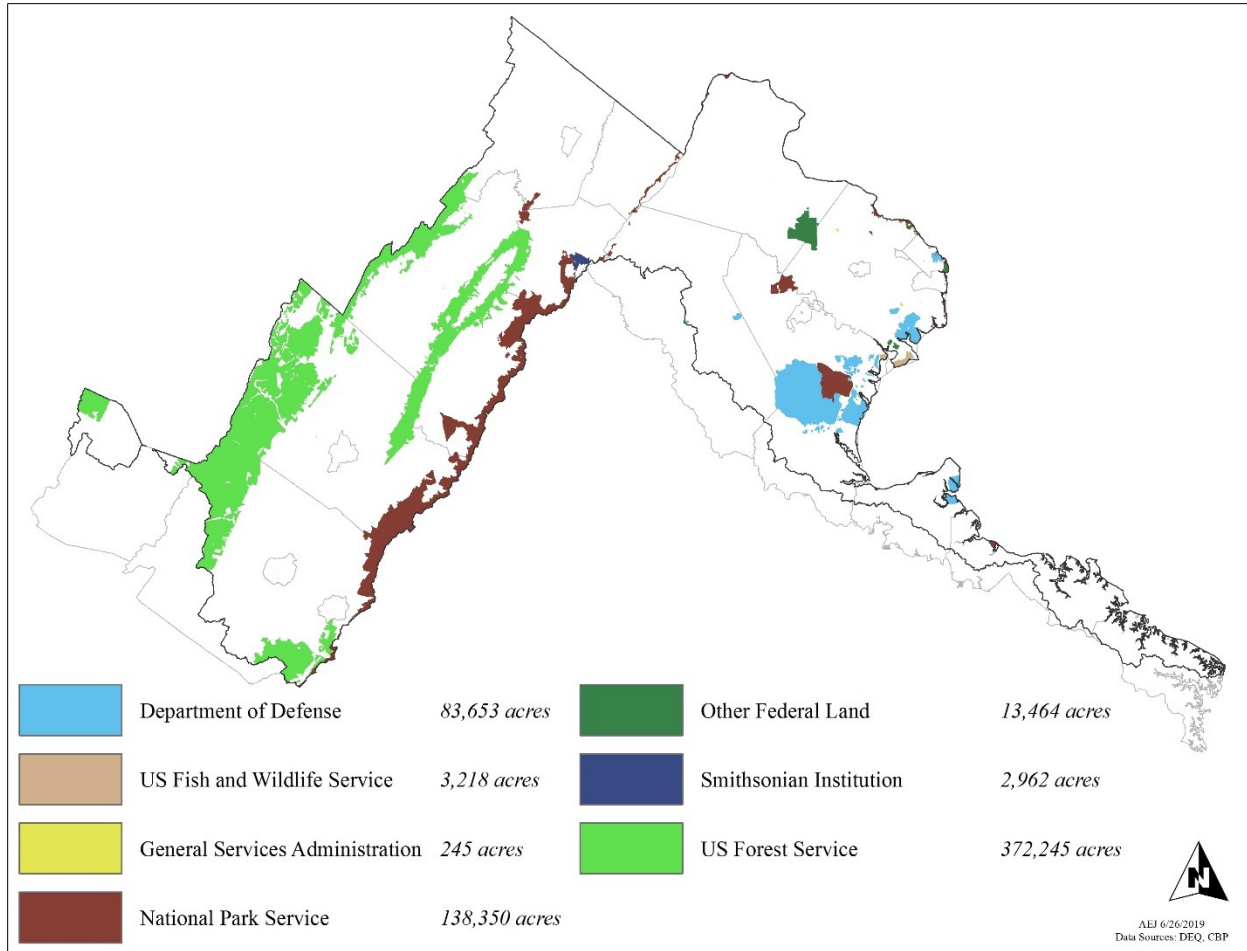 Department of Defense 83,653 acres
US Fish and Wildlife Service 3,218 acres
General Services Administration 245 acres
National Park Service 138,350 acres
Other Federal Land 13,464 acres
Smithsonian Institution 2,962 acres
US Forest Service 372,245 acres
N
AEJ 6/26/2019
Data Sources: DEQ, CBP